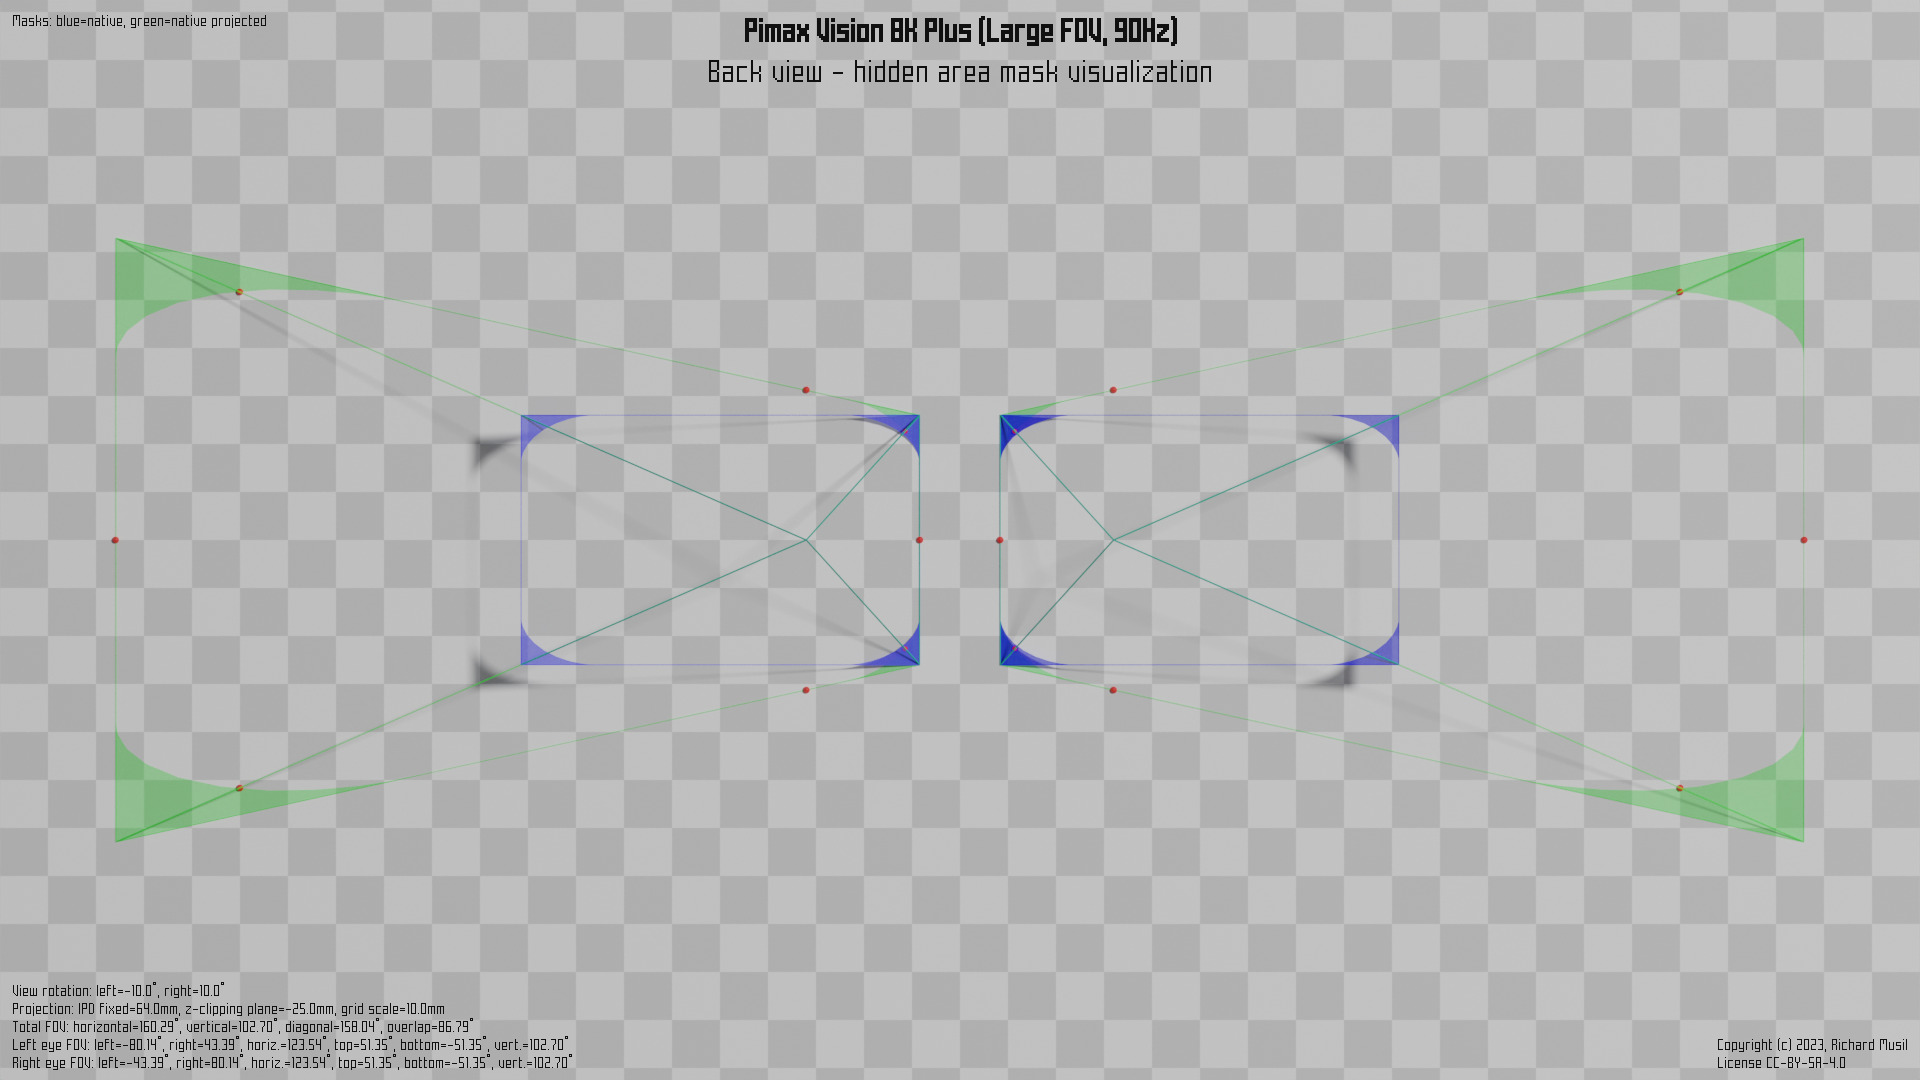 Masks: blue=native, green=native projected
Pimax Vision 8K Plus (Large FOV, 90Hz)
Back view - hidden area mask visualization
View rotation: left=-10.0°, right=10.0°
Projection: IPD fixed=64.0mm, z-clipping plane=-25.0mm, grid scale=10.0mm
Total FOV: horizontal=160.29°, vertical=102.70°, diagonal=158.04°, overlap=86.79°
Left eye FOV: left=-80.14°, right=43.39°, horiz.=123.54°, top=51.35°, bottom=-51.35°, vert.=102.70°
Right eye FOV: left=-43.39°, right=80.14°, horiz.=123.54°, top=51.35°, bottom=-51.35°, vert.=102.70°
Copyright (c) 2023, Richard Musil
License CC-BY-SA-4.0